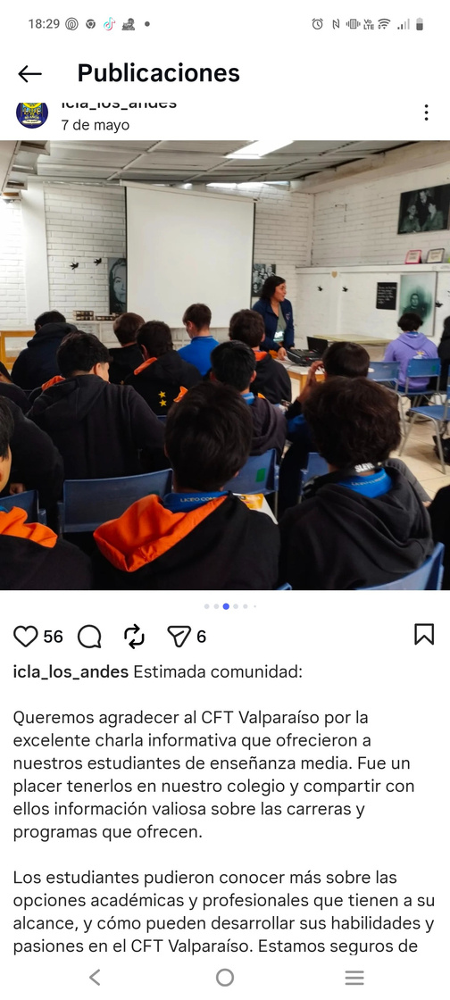 18:29
Vo
LTE
Publicaciones
icla_los_andes
7 de mayo
LICEO
56
6
icla_los_andes Estimada comunidad:
Queremos agradecer al CFT Valparaíso por la
excelente charla informativa que ofrecieron a
nuestros estudiantes de enseñanza media. Fue un
placer tenerlos en nuestro colegio y compartir con
ellos información valiosa sobre las carreras y
programas que ofrecen.
Los estudiantes pudieron conocer más sobre las
opciones académicas y profesionales que tienen a su
alcance, y cómo pueden desarrollar sus habilidades y
pasiones en el CFT Valparaíso. Estamos seguros de